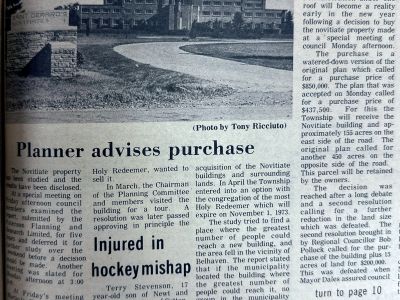 (Photo by Tony Ricciuto)
Planner advises purchase
The Novitiate property
been studied and the
results have been disclosed.
a special meeting on
day afternoon council
members examined the
submitted by the
Planning and
Limited, for five
and deferred it for
study over the
before a decision
made. Another
was slated for
afternoon at 3:00
Friday's meeting
Holy Redeemer, wanted to
sell it.
In March, the Chairman of
the Planning Committee
and members visited the
building for a tour. A
resolution was later passed
approving in principle the
Injured in
hockey mishap
Terry Stevenson, 17
year-old son of Newt and
acquisition of the Novitiate
buildings and surrounding
lands. In April the Township
entered into an option with
the congregation of the most
Holy Redeemer which will
expire on November 1, 1973.
The study tried to find a
place where the greatest
number of people could
reach a new building, and
the area fell in the vicinity of
Belhaven. The report stated
that if the municipality
located the building where
the greatest number of
people could reach it, no
group in the municipality
roof will become a reality
early in the new year
following a decision to buy
the novitiate property made
at a special meeting of
council Monday afternoon.
The purchase is a
watered-down version of the
original plan which called
for a purchase price of
$850,000. The plan that was
accepted on Monday called
for a purchase price of
$437,500. For this the
Township will receive the
Novitiate building and ap-
proximately 155 acres on the
east side of the road. The
original plan called for
another 450 acres on the
opposite side of the road.
This parcel will be retained
by the owners.
The decision was
reached after a long debate
and a second resolution
calling for a further
reduction in the land size
which was defeated. The
second resolution brought in
by Regional Councillor Bob
Pollock called for the pur-
chase of the building plus 15
acres of land for $200,000.
This was defeated when
Mayor Dales assured council
turn to page 10